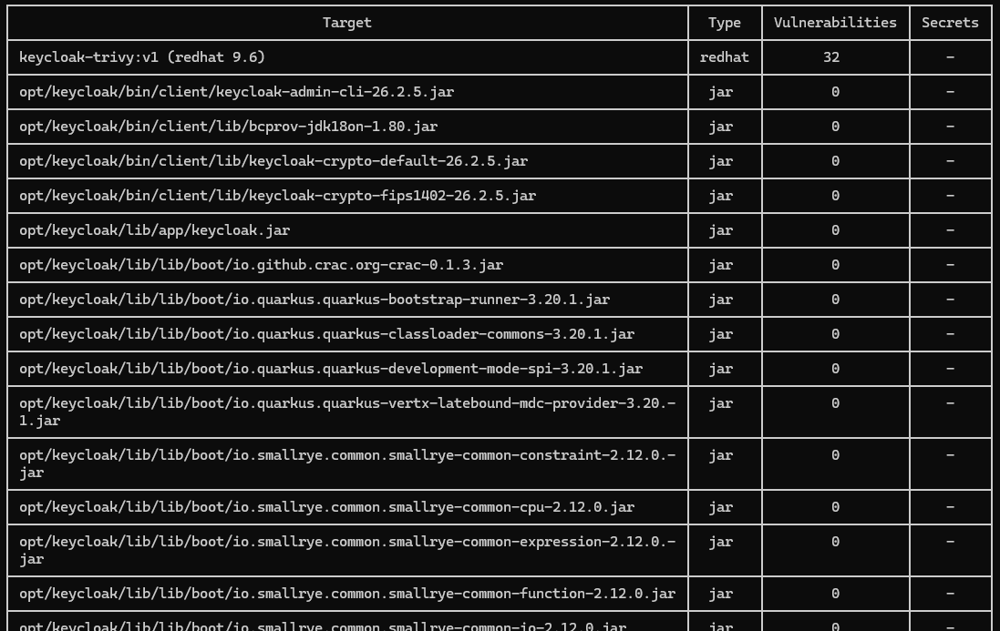 Target Type Vulnerabilities Secrets
keycloak-trivy:v1 (redhat 9.6) redhat 32 -
opt/keycloak/bin/client/keycloak-admin-cli-26.2.5.jar jar 0 -
opt/keycloak/bin/client/lib/bcprov-jdk18on-1.80.jar jar 0 -
opt/keycloak/bin/client/lib/keycloak-crypto-default-26.2.5.jar jar 0 -
opt/keycloak/bin/client/lib/keycloak-crypto-fips1402-26.2.5.jar jar 0 -
opt/keycloak/lib/app/keycloak.jar jar 0 -
opt/keycloak/lib/lib/boot/io.github.crac.org-crac-0.1.3.jar jar 0 -
opt/keycloak/lib/lib/boot/io.quarkus.quarkus-bootstrap-runner-3.20.1.jar jar 0 -
opt/keycloak/lib/lib/boot/io.quarkus.quarkus-classloader-commons-3.20.1.jar jar 0 -
opt/keycloak/lib/lib/boot/io.quarkus.quarkus-development-mode-spi-3.20.1.jar jar 0 -
opt/keycloak/lib/lib/boot/io.quarkus.quarkus-vertx-latebound-mdc-provider-3.20.- jar 0 -
1.jar
opt/keycloak/lib/lib/boot/io.smallrye.common.smallrye-common-constraint-2.12.0.- jar 0 -
jar
opt/keycloak/lib/lib/boot/io.smallrye.common.smallrye-common-cpu-2.12.0.jar jar 0 -
opt/keycloak/lib/lib/boot/io.smallrye.common.smallrye-common-expression-2.12.0.- jar 0 -
jar
opt/keycloak/lib/lib/boot/io.smallrye.common.smallrye-common-function-2.12.0.jar jar 0 -
opt/keycloak/lib/lib/boot/io.smallrye.common.smallrye-common-io-2.12.0.jar jar 0 -